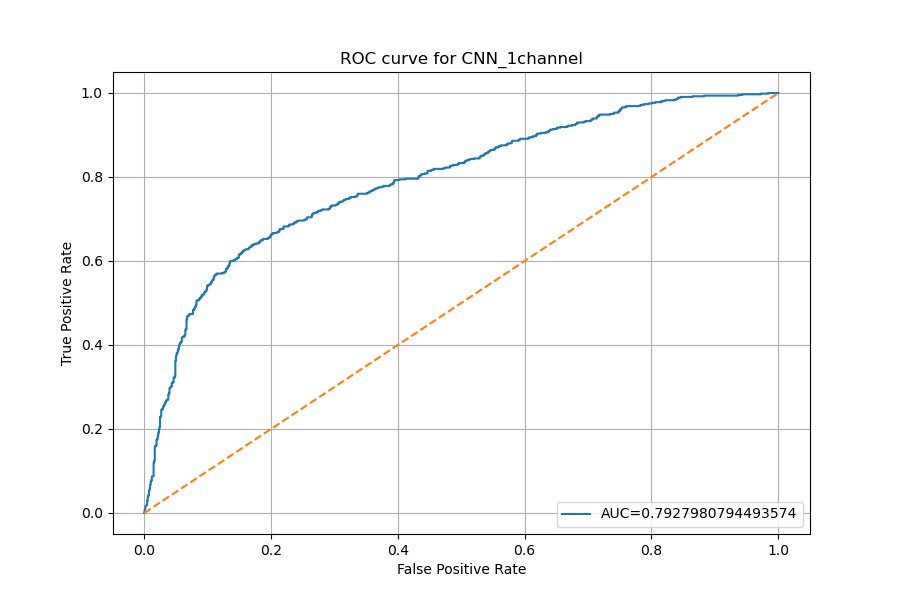 ROC curve for CNN_1channel
1.0
0.8
0.6
0.4
0.2
0.0
True Positive Rate
AUC=0.7927980794493574
0.0 0.2 0.4 0.6 0.8 1.0
False Positive Rate